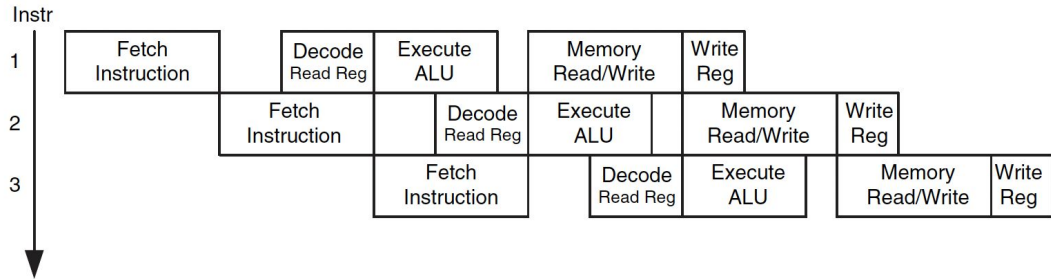 Instr
1
Fetch
Instruction
Decode
Read Reg
Execute
ALU
Memory
Read/Write
Write
Reg
2
Fetch
Instruction
Decode
Read Reg
Execute
ALU
Memory
Read/Write
Write
Reg
3
Fetch
Instruction
Decode
Read Reg
Execute
ALU
Memory
Read/Write
Write
Reg